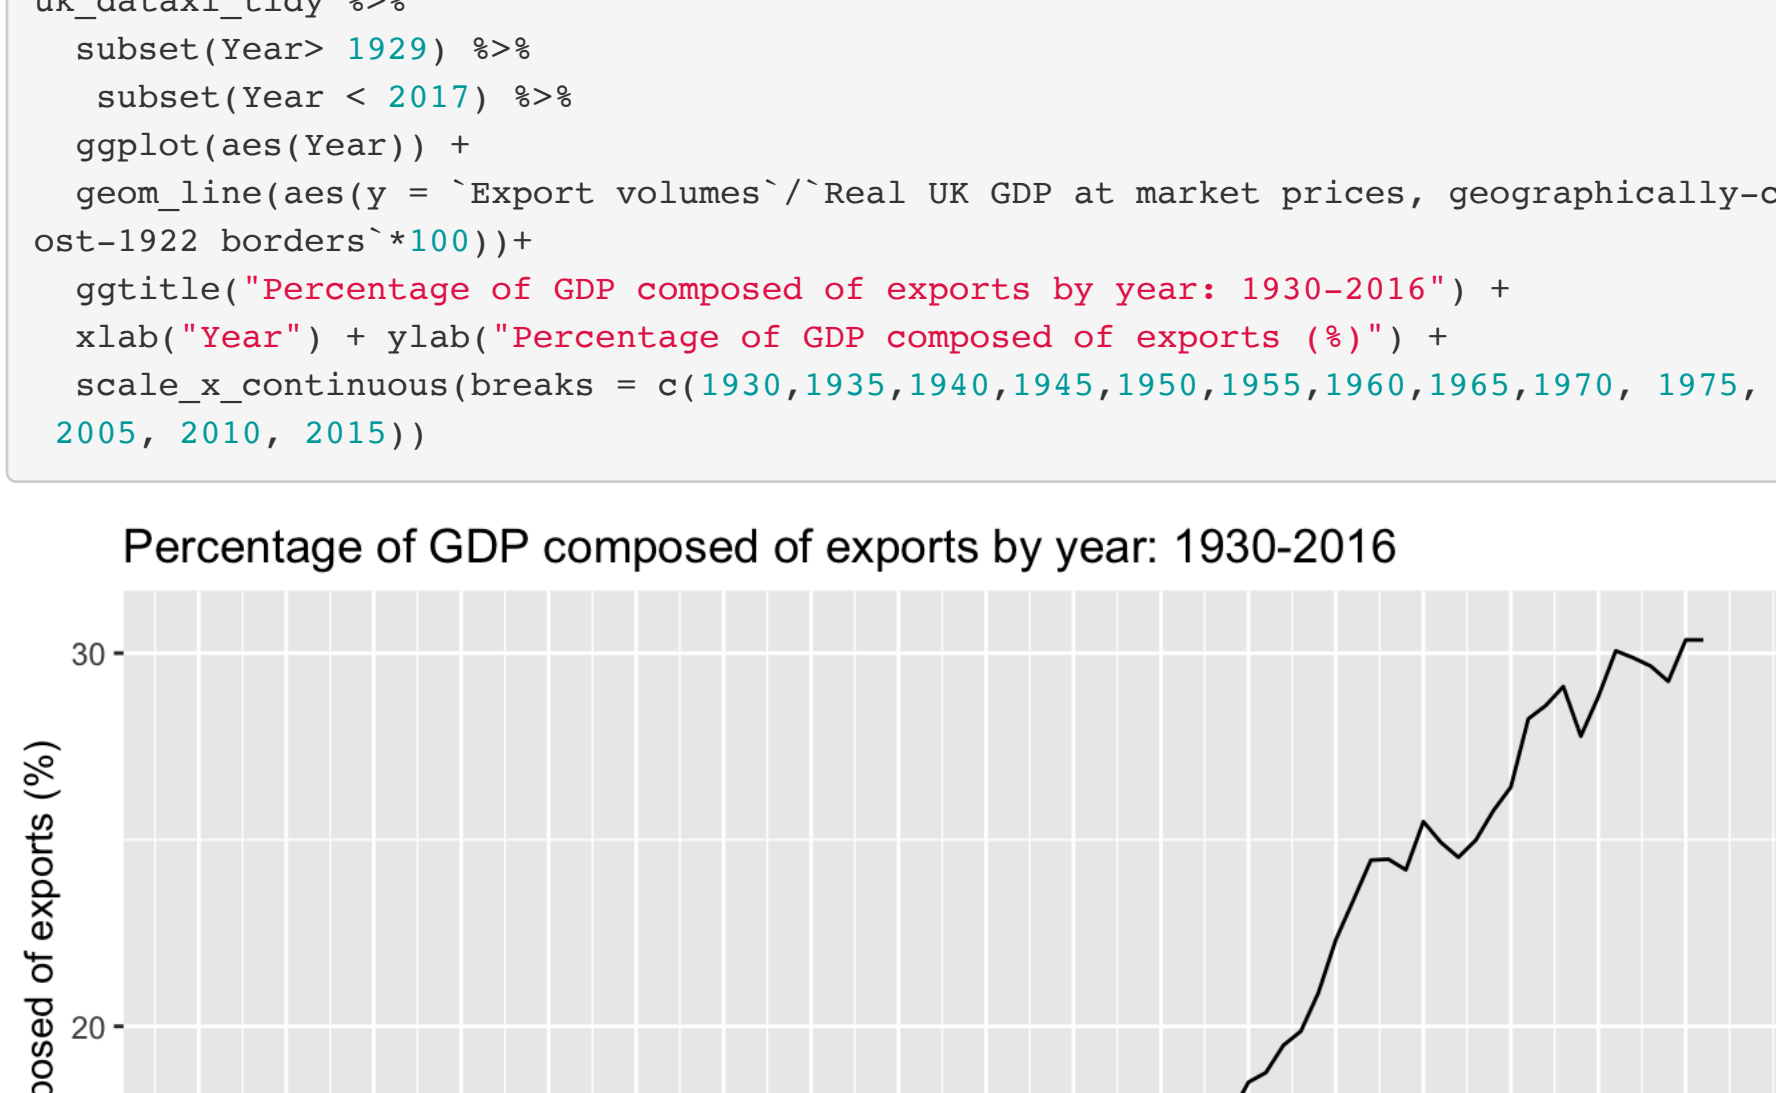 uk_dataxi_tidy %>%
subset(Year> 1929) %>%
subset(Year < 2017) %>%
ggplot(aes(Year)) +
geom_line(aes(y = `Export volumes`/`Real UK GDP at market prices, geographically-c
ost-1922 borders`*100))+
ggtitle("Percentage of GDP composed of exports by year: 1930-2016") +
xlab("Year") + ylab("Percentage of GDP composed of exports (%)") +
scale_x_continuous(breaks = c(1930,1935,1940,1945,1950,1955,1960,1965,1970, 1975,
2005, 2010, 2015))
Percentage of GDP composed of exports by year: 1930-2016
30
20
posed of exports (%)